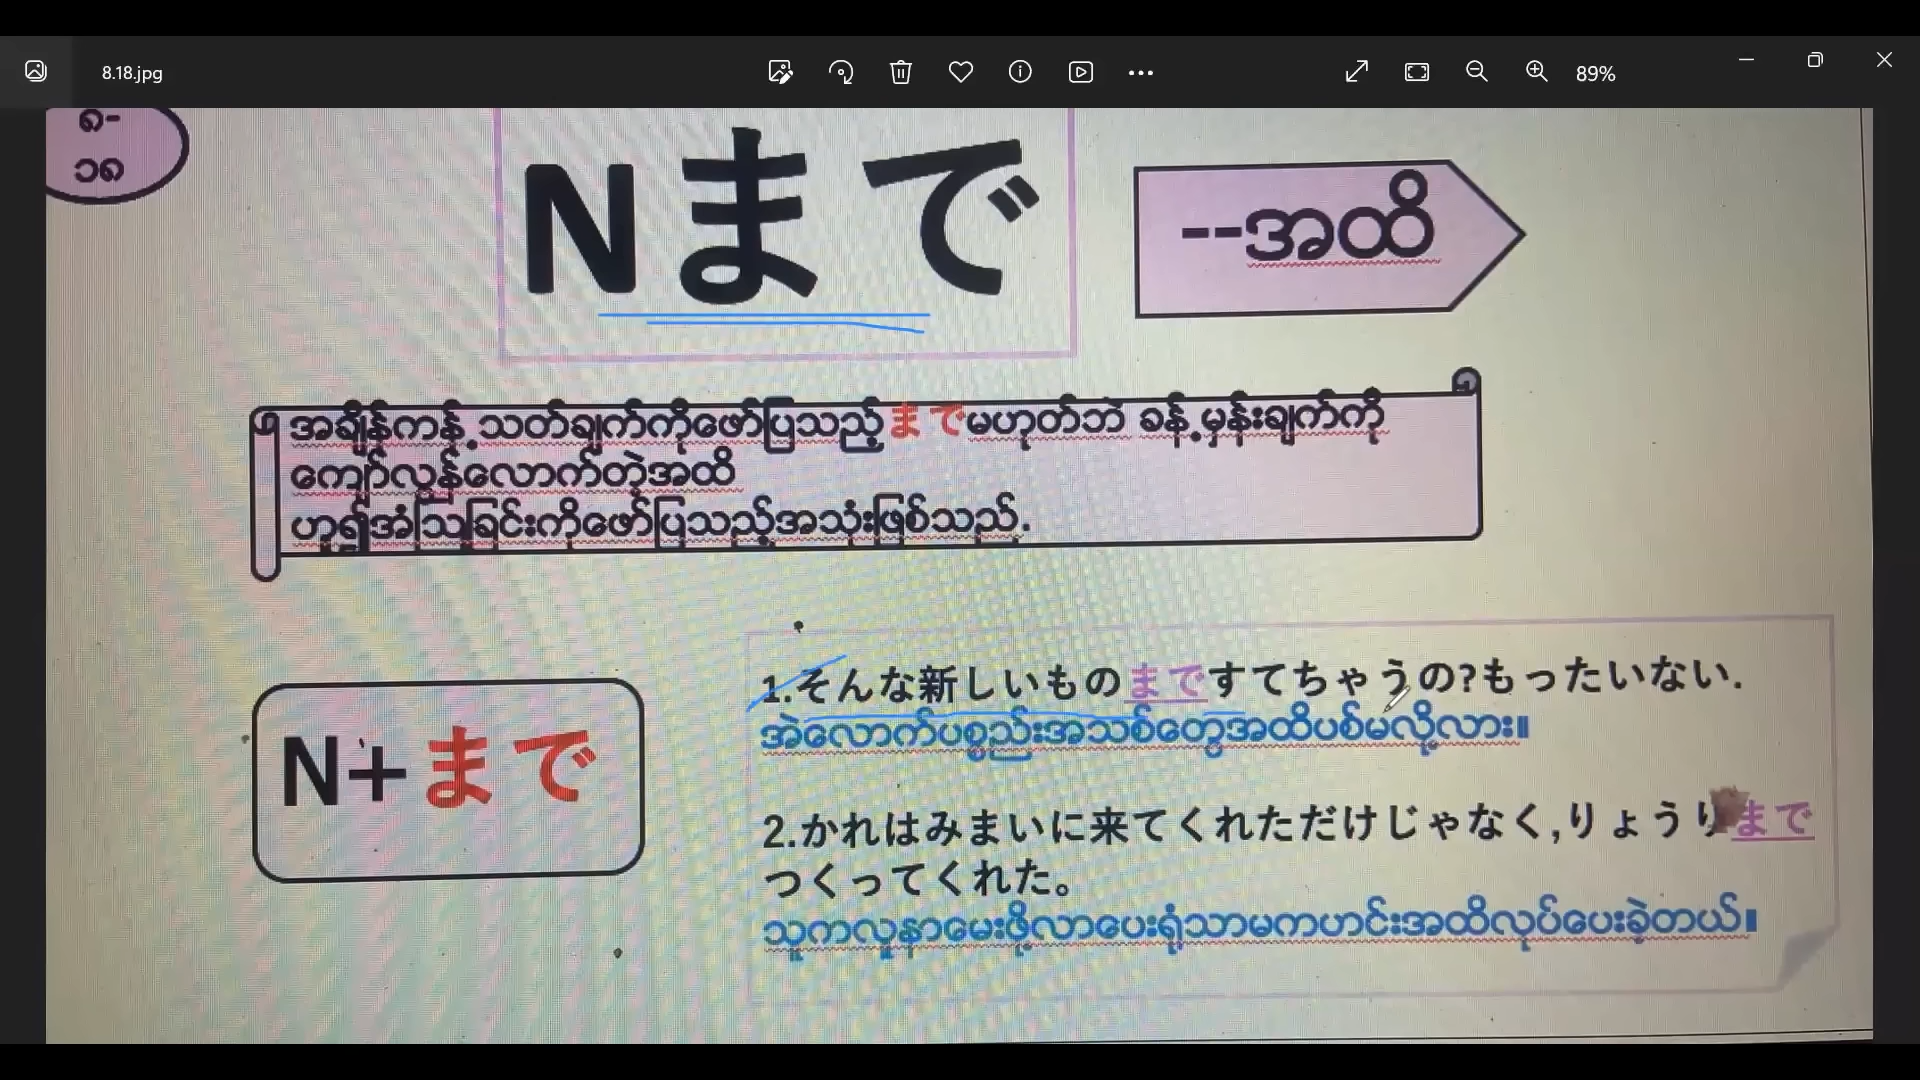 8.18.jpg
89%
၈-
၁၈
Nまで
--အထိ
အချိန်ကန့်သတ်ချက်ကိုဖော်ပြသည့်までမဟုတ်ဘဲ ခန့်မှန်းချက်ကို
ကျော်လွန်လောက်တဲ့အထိ
ဟူ၍အံ့သြခြင်းကိုဖော်ပြသည့်အသုံးဖြစ်သည်.
N+まで
1.そんな新しいものまですてちゃうの?もったいない.
အဲလောက်ပစ္စည်းအသစ်တွေအထိပစ်မလို့လား။
2.かれはみまいに来てくれただけじゃなく,りょうりまで
つくってくれた。
သူကလူနာမေးဖို့လာပေးရုံသာမကဟင်းအထိလုပ်ပေးခဲ့တယ်။